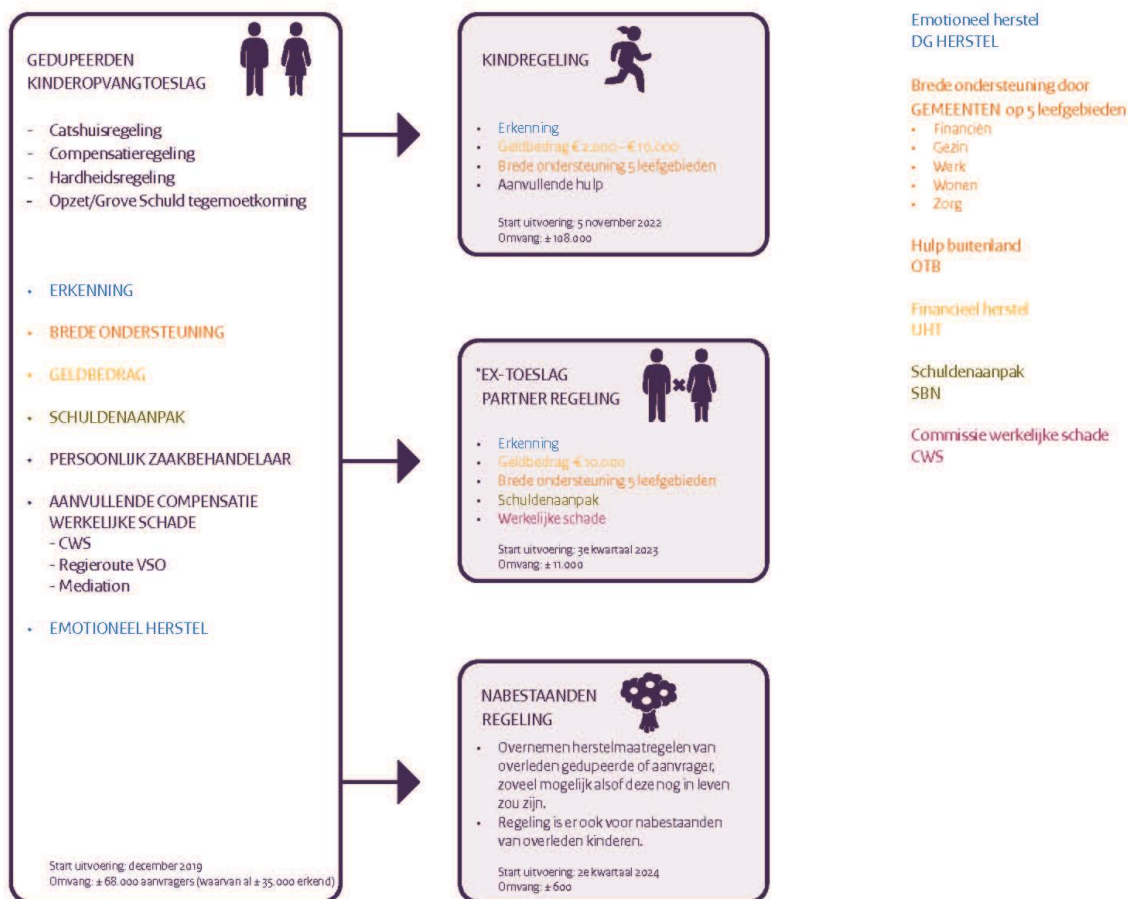 GEDUPEERDEN
KINDEROPVANGTOESLAG
- Catshuisregeling
- Compensatieregeling
- Hardheidsregeling
- Opzet/Grove Schuld tegemoetkoming
• ERKENNING
• BREDE ONDERSTEUNING
• GELDBEDRAG
• SCHULDENAANPAK
• PERSOONLIJK ZAAKBEHANDELAAR
• AANVULLENDE COMPENSATIE
WERKELIJKE SCHADE
- CWS
- Regieroute VSO
- Mediation
• EMOTIONEEL HERSTEL
Start uitvoering: december 2019
Omvang: ± 68.000 aanvragers (waarvan al ± 35.000 erkend)
KINDREGELING
• Erkenning
• Geldbedrag € 2.000 - € 10.000
• Brede ondersteuning 5 leefgebieden
• Aanvullende hulp
Start uitvoering: 5 november 2022
Omvang: ± 108.000
*EX-TOESLAG
PARTNER REGELING
• Erkenning
• Geldbedrag € 10.000
• Brede ondersteuning 5 leefgebieden
• Schuldenaanpak
• Werkelijke schade
Start uitvoering: 3e kwartaal 2023
Omvang: ± 11.000
NABESTAANDEN
REGELING
• Overnemen herstelmaatregelen van
overleden gedupeerde of aanvrager,
zoveel mogelijk alsof deze nog in leven
zou zijn.
• Regeling is er ook voor nabestaanden
van overleden kinderen.
Start uitvoering: 2e kwartaal 2024
Omvang: ± 600
Emotioneel herstel
DG HERSTEL
Brede ondersteuning door
GEMEENTEN op 5 leefgebieden
• Financiën
• Gezin
• Werk
• Wonen
• Zorg
Hulp buitenland
OTB
Financieel herstel
UHT
Schuldenaanpak
SBN
Commissie werkelijke schade
CWS